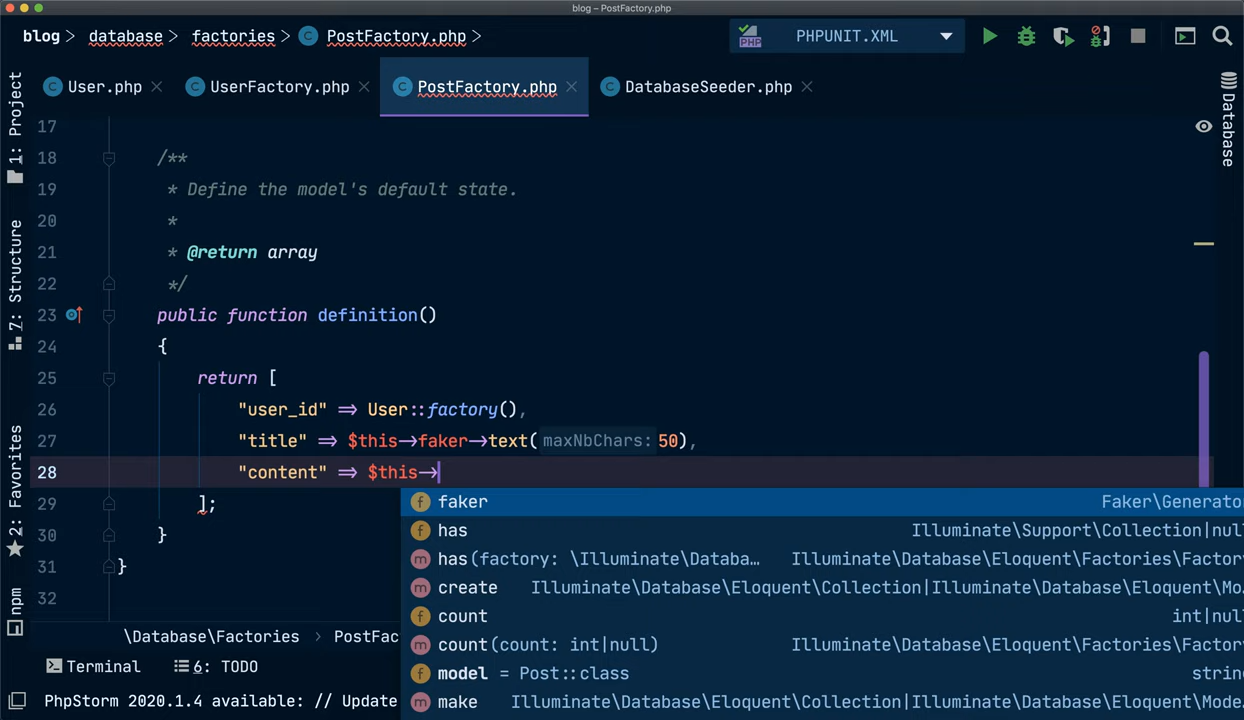 blog – PostFactory.php
blog > database > factories > PostFactory.php >
PHPUNIT.XML
User.php
UserFactory.php
PostFactory.php
DatabaseSeeder.php
1: Project
7: Structure
2: Favorites
npm
Database
17
18 /**
19 * Define the model's default state.
20 *
21 * @return array
22 */
23 public function definition()
24 {
25 return [
26 "user_id" => User::factory(),
27 "title" => $this->faker->text( maxNbChars: 50),
28 "content" => $this->
29 ];
30 }
31 }
32
faker Faker\Generato
has Illuminate\Support\Collection|nul
has(factory: \Illuminate\Databa… Illuminate\Database\Eloquent\Factories\Factor
create Illuminate\Database\Eloquent\Collection|Illuminate\Database\Eloquent\Mo
count int|nul
count(count: int|null) Illuminate\Database\Eloquent\Factories\Factor
model = Post::class strin
make Illuminate\Database\Eloquent\Collection|Illuminate\Database\Eloquent\Mode
\Database\Factories > PostFac
Terminal 6: TODO
PhpStorm 2020.1.4 available: // Update